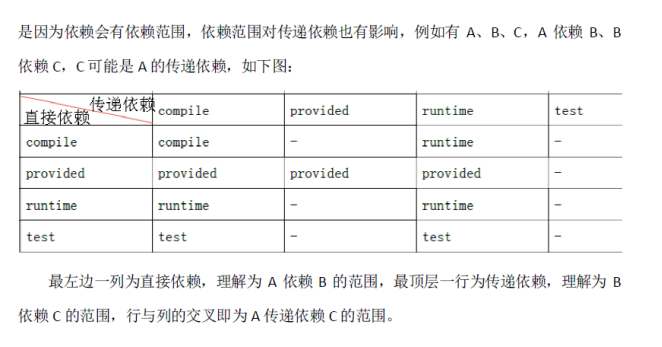 是因为依赖会有依赖范围，依赖范围对传递依赖也有影响，例如有 A、B、C，A 依赖 B、B
依赖 C，C 可能是 A 的传递依赖，如下图：
传递依赖 compile provided runtime test
直接依赖
compile compile - runtime -
provided provided provided provided -
runtime runtime - runtime -
test test - test -
最左边一列为直接依赖，理解为 A 依赖 B 的范围，最顶层一行为传递依赖，理解为 B
依赖 C 的范围，行与列的交叉即为 A 传递依赖 C 的范围。